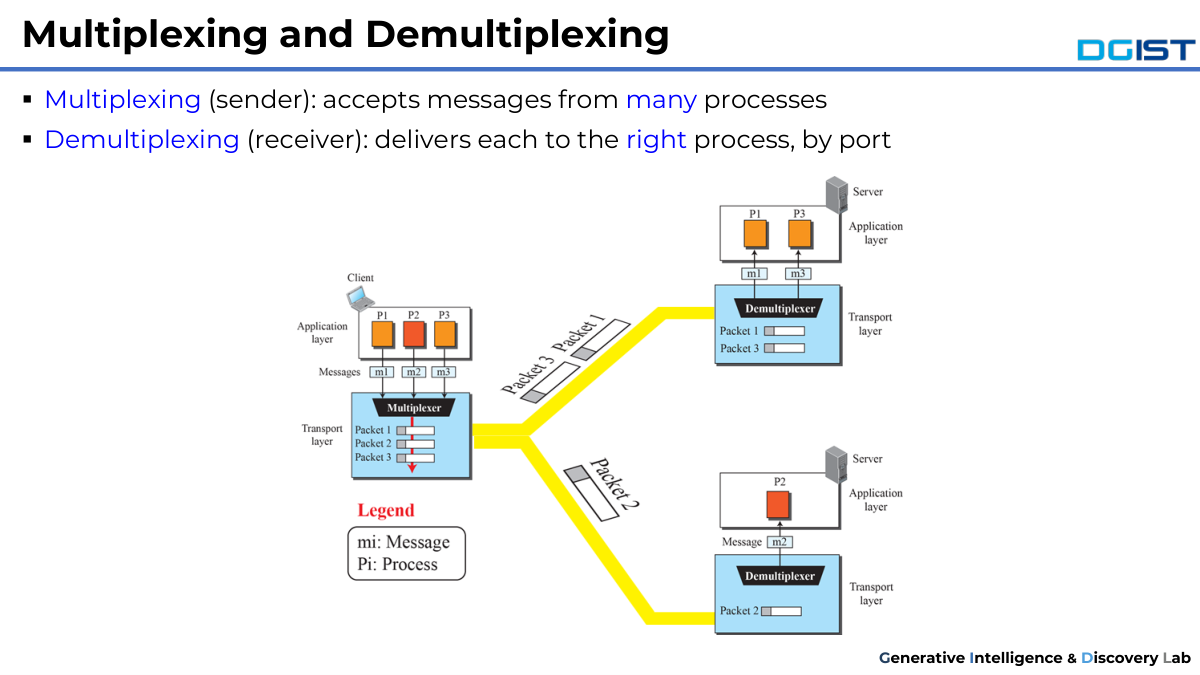 Multiplexing and Demultiplexing
DGIST
▪ Multiplexing (sender): accepts messages from many processes
▪ Demultiplexing (receiver): delivers each to the right process, by port
Client
Application
layer
P1 P2 P3
Messages m1 m2 m3
Multiplexer
Transport
layer
Packet 1
Packet 2
Packet 3
Legend
mi: Message
Pi: Process
Packet 3 Packet 1
Packet 2
Server
P1 P3
Application
layer
m1 m3
Demultiplexer
Packet 1
Packet 3
Transport
layer
Server
P2
Application
layer
Message m2
Demultiplexer
Packet 2
Transport
layer
Generative Intelligence & Discovery Lab